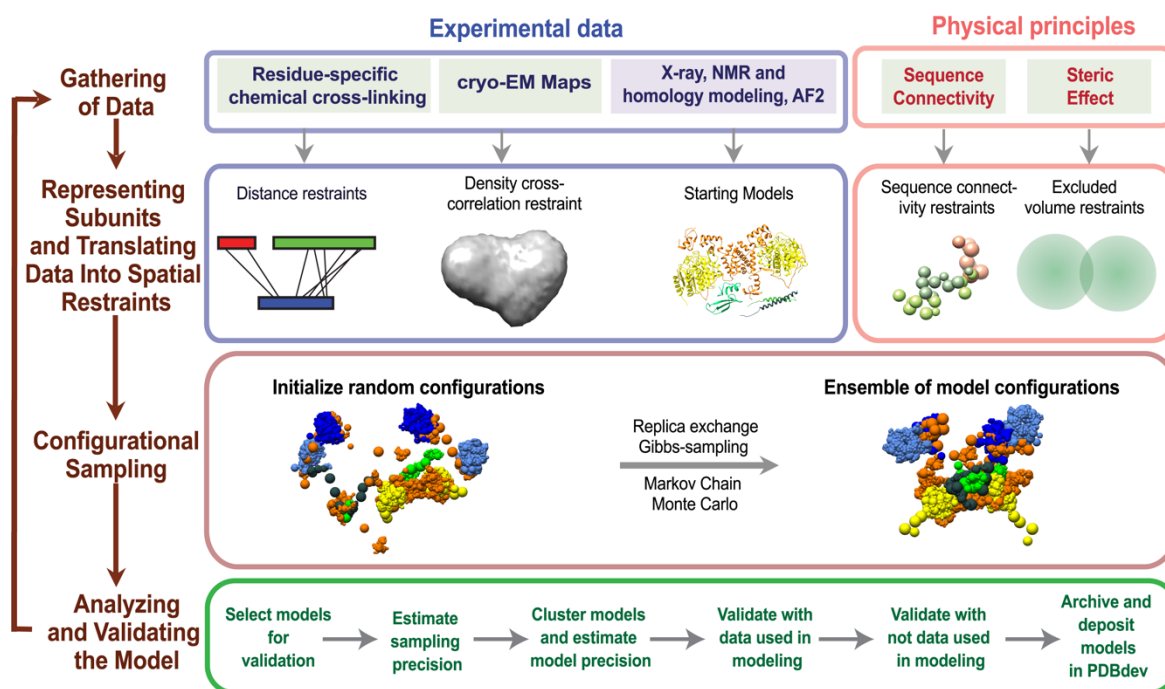 Experimental data
Physical principles
Gathering
of Data
Residue-specific
chemical cross-linking
cryo-EM Maps
X-ray, NMR and
homology modeling, AF2
Sequence
Connectivity
Steric
Effect
Representing
Subunits
and Translating
Data Into Spatial
Restraints
Distance restraints
Density cross-
correlation restraint
Starting Models
Sequence connect-
ivity restraints
Excluded
volume restraints
Configurational
Sampling
Initialize random configurations
Replica exchange
Gibbs-sampling
Markov Chain
Monte Carlo
Ensemble of model configurations
Analyzing
and Validating
the Model
Select models
for
validation
Estimate
sampling
precision
Cluster models
and estimate
model precision
Validate with
data used in
modeling
Validate with
not data used
in modeling
Archive and
deposit
models
in PDBdev